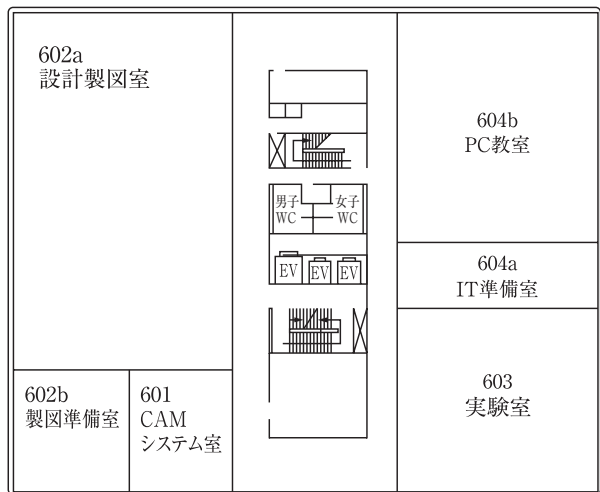 602a
設計製図室
604b
PC教室
男子
WC
女子
WC
EV
EV
EV
604a
IT準備室
602b
製図準備室
601
CAM
システム室
603
実験室